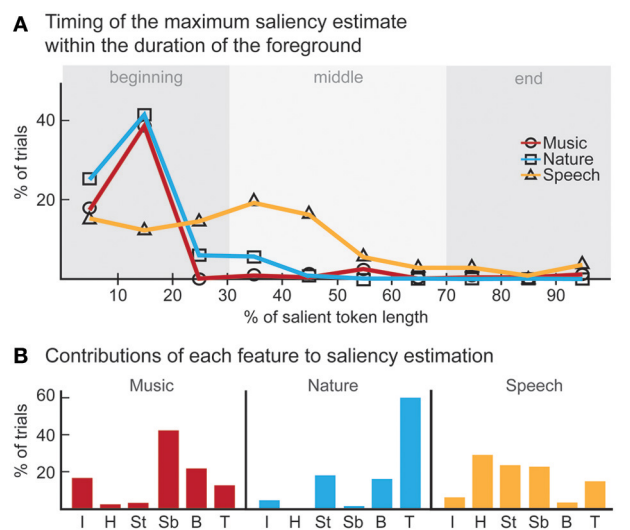 A Timing of the maximum saliency estimate
within the duration of the foreground
beginning middle end
% of trials
40
20
Music
Nature
Speech
10 20 30 40 50 60 70 80 90
% of salient token length
B Contributions of each feature to saliency estimation
Music Nature Speech
% of trials
60
40
20
I H St Sb B T I H St Sb B T I H St Sb B T